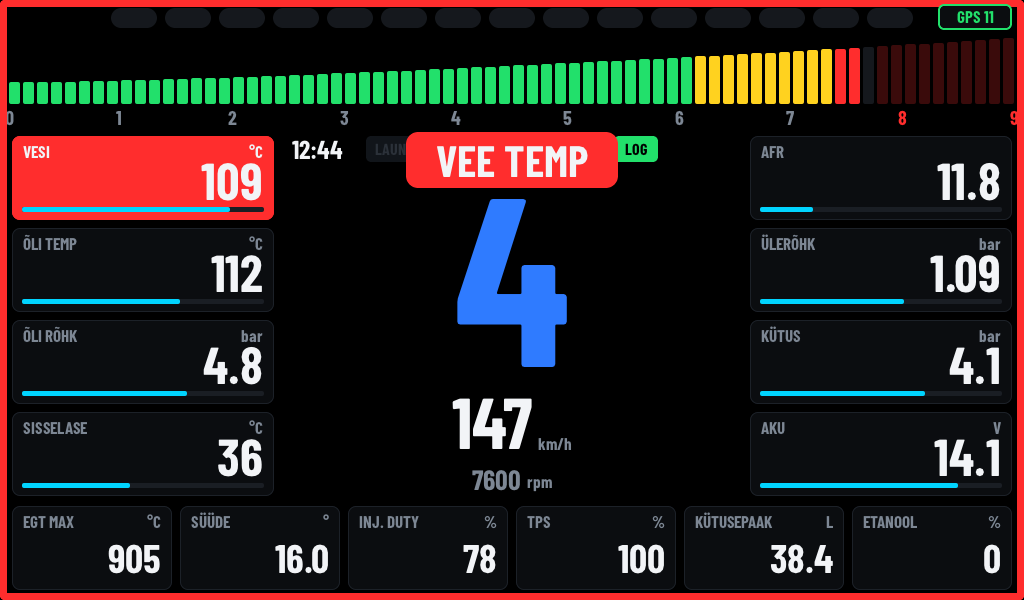 GPS 11
0 1 2 3 4 5 6 7 8 9
VESI °C
109
12:44
LAUN
VEE TEMP
LOG
AFR
11.8
ÕLI TEMP °C
112
4
ÜLERÕHK bar
1.09
ÕLI RÕHK bar
4.8
KÜTUS bar
4.1
SISSELASE °C
36
147 km/h
7600 rpm
AKU V
14.1
EGT MAX °C
905
SÜÜDE °
16.0
INJ. DUTY %
78
TPS %
100
KÜTUSEPAAK L
38.4
ETANOOL %
0